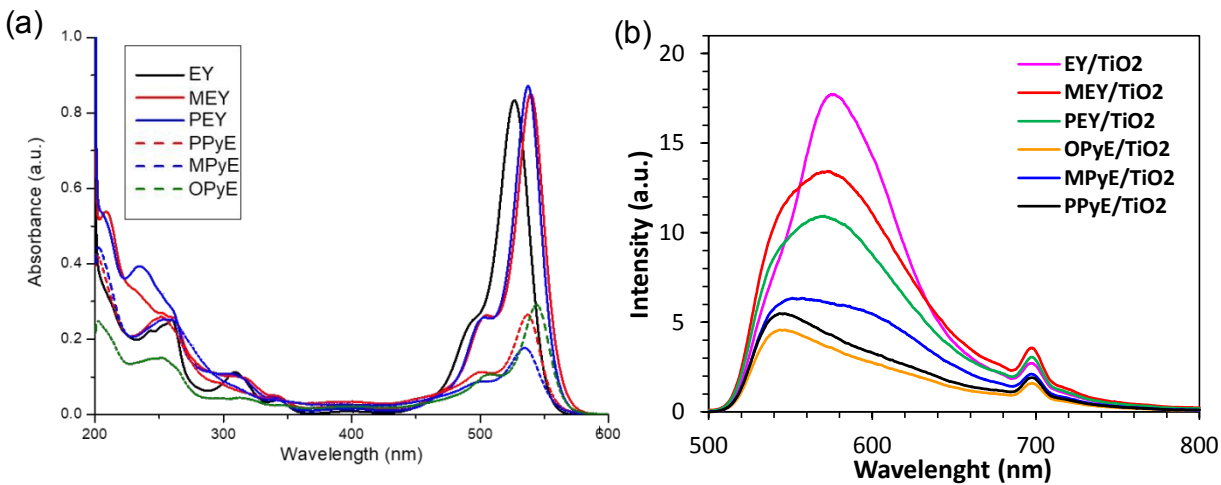 (a)
1.0
0.8
0.6
0.4
0.2
0.0
Absorbance (a.u.)
EY
MEY
PEY
PPyE
MPyE
OPyE
200
300
400
500
600
Wavelength (nm)
(b)
20
15
10
5
0
Intensity (a.u.)
EY/TiO2
MEY/TiO2
PEY/TiO2
OPyE/TiO2
MPyE/TiO2
PPyE/TiO2
500
600
700
800
Wavelenght (nm)